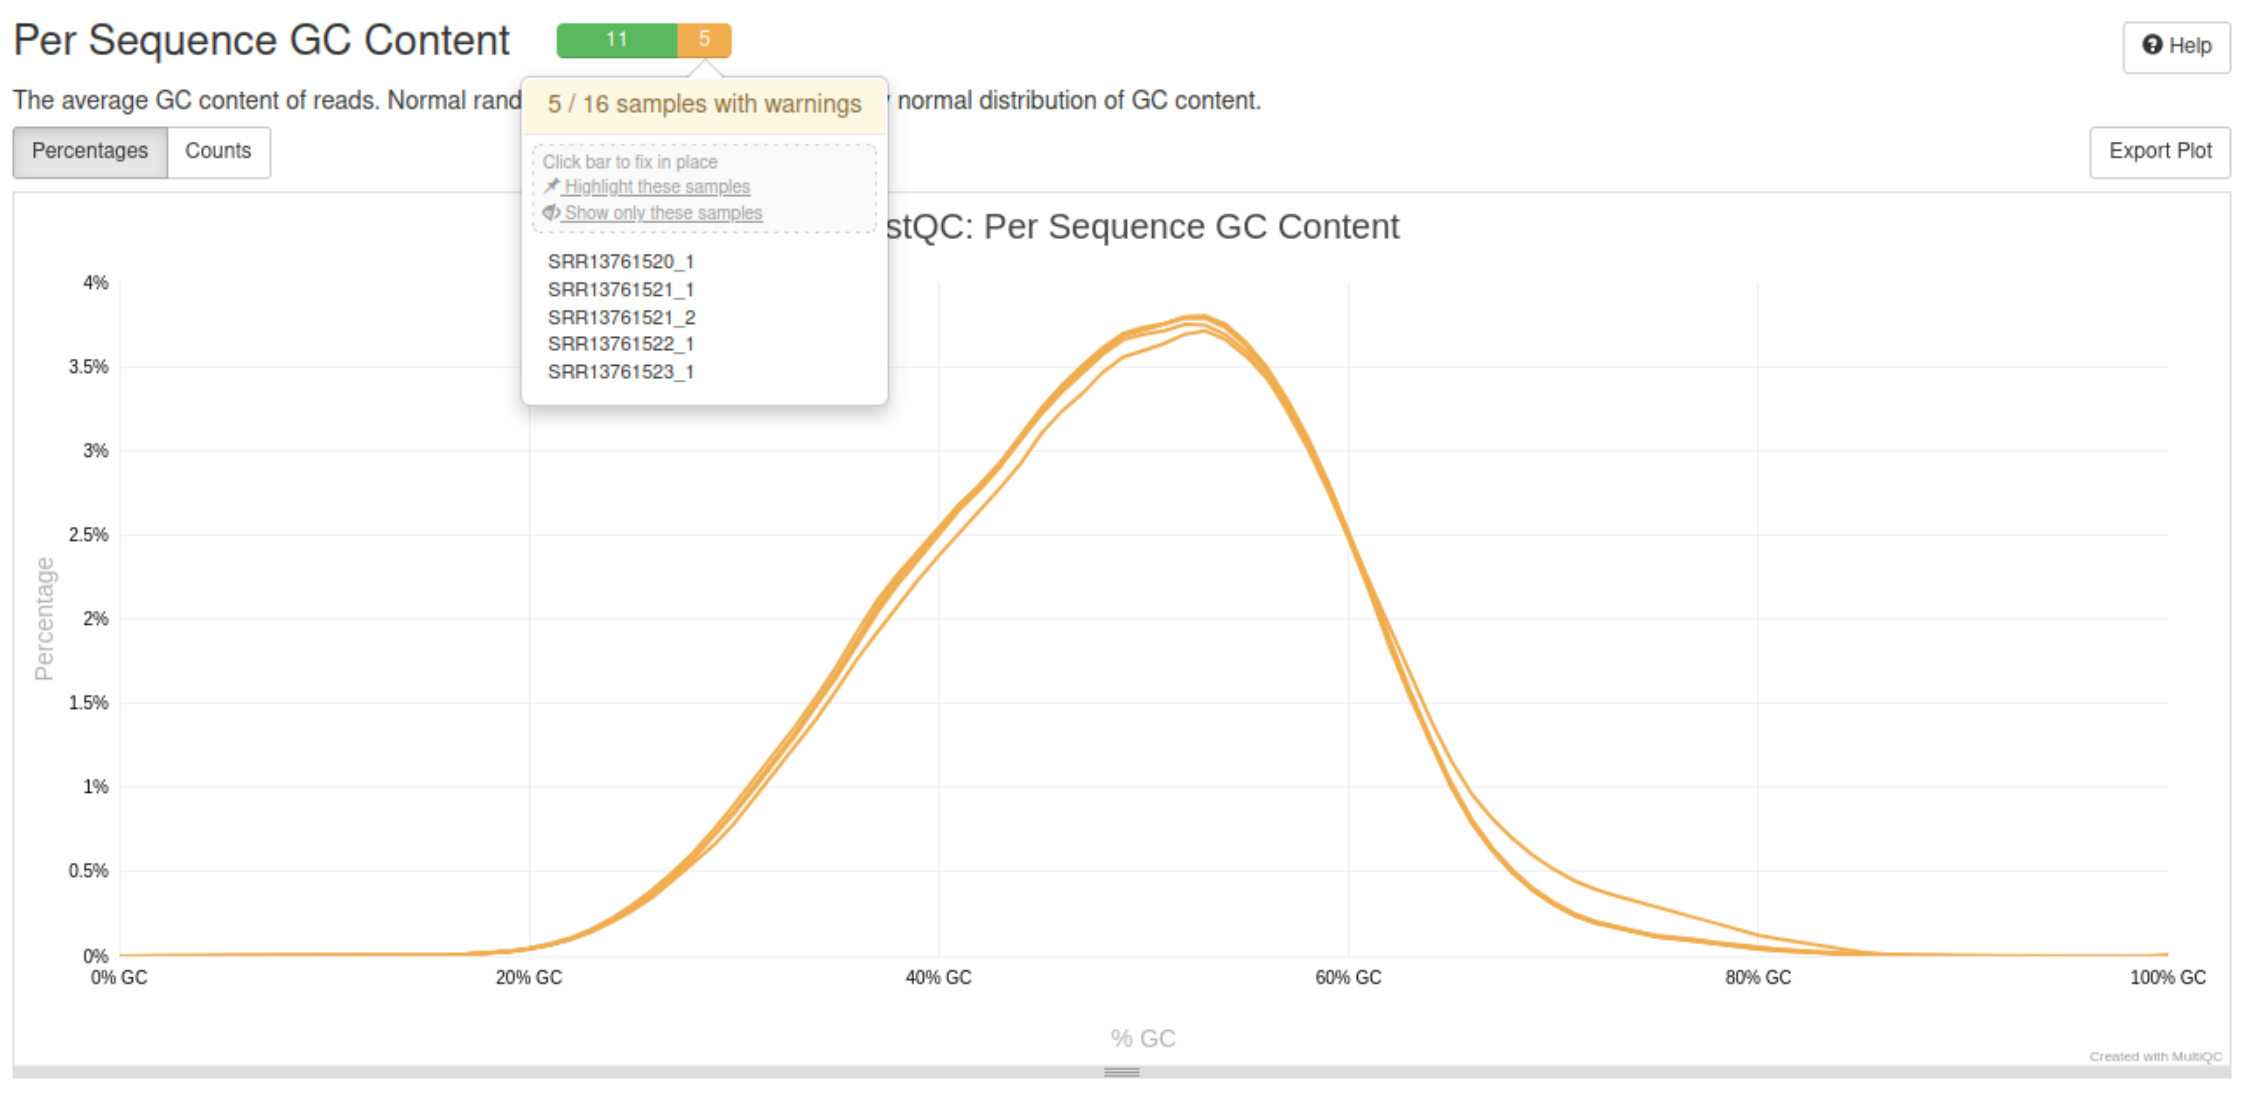 Per Sequence GC Content
11
5
Help
The average GC content of reads. Normal rand
normal distribution of GC content.
5 / 16 samples with warnings
Percentages
Counts
Export Plot
Click bar to fix in place
Highlight these samples
Show only these samples
stQC: Per Sequence GC Content
SRR13761520_1
SRR13761521_1
SRR13761521_2
SRR13761522_1
SRR13761523_1
4%
3.5%
3%
2.5%
2%
1.5%
1%
0.5%
0%
Percentage
0% GC
20% GC
40% GC
60% GC
80% GC
100% GC
% GC
Created with MultiQC